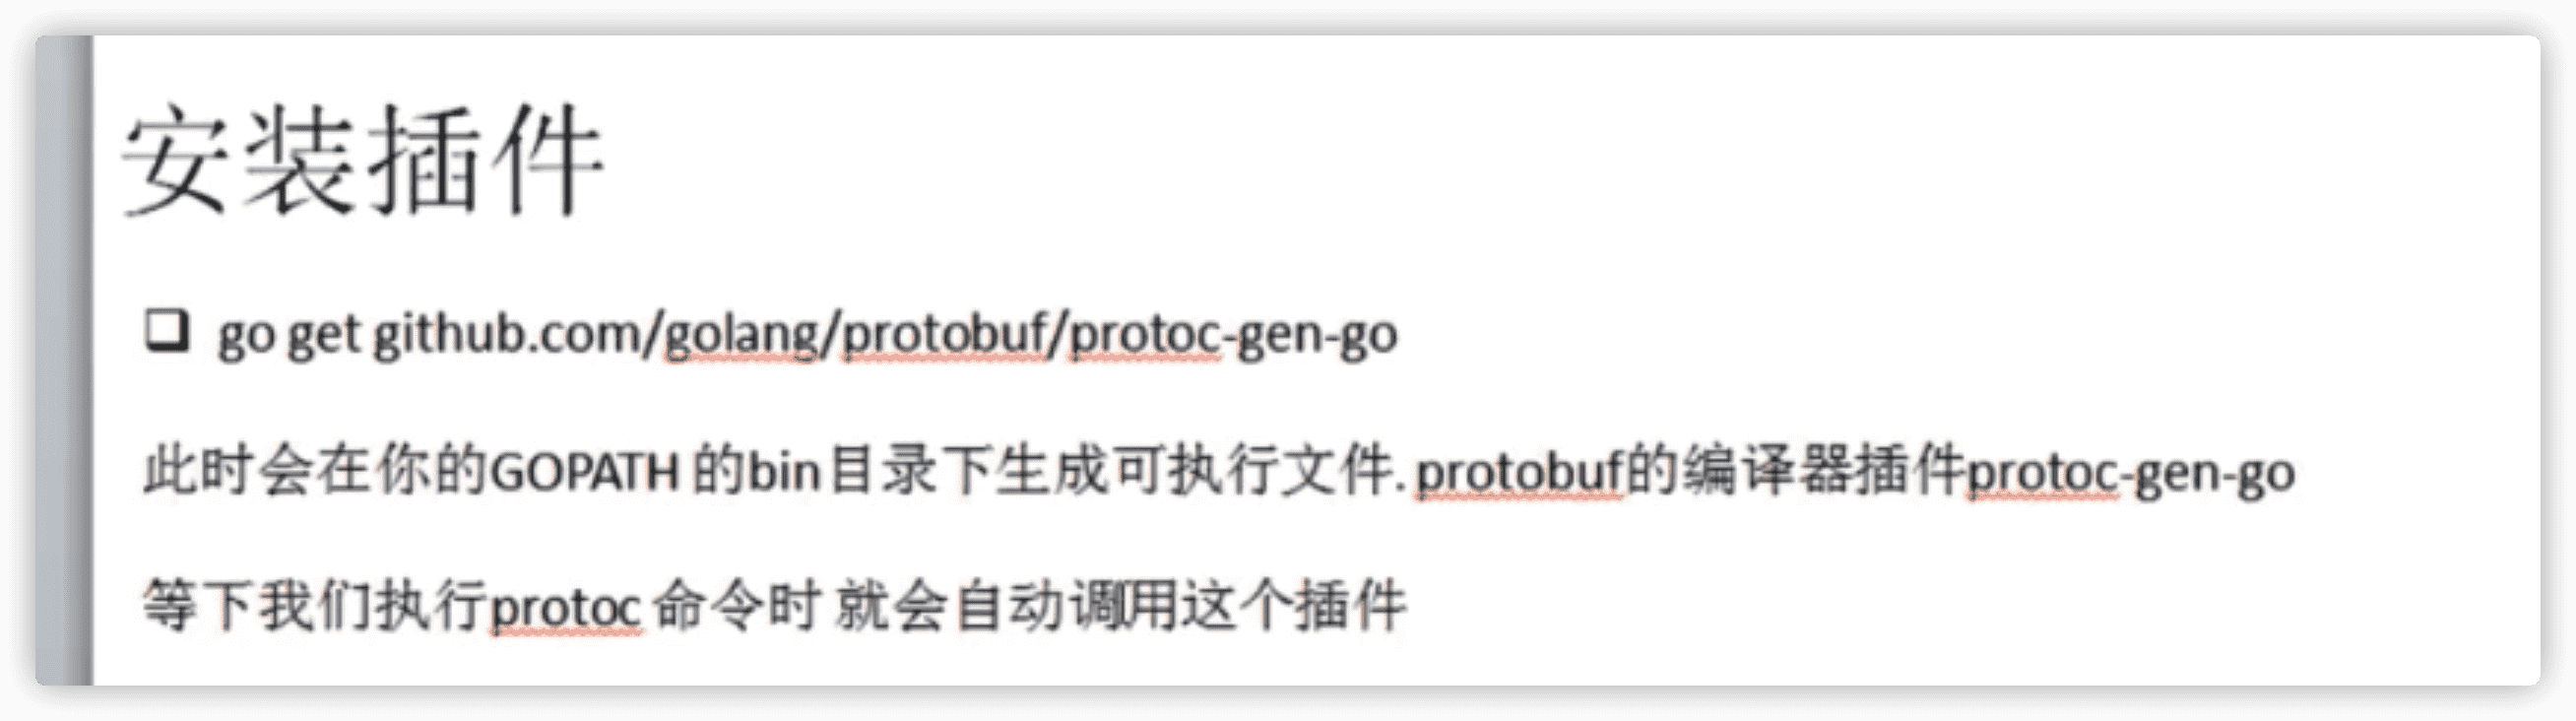 安装插件
❑ go get github.com/golang/protobuf/protoc-gen-go
此时会在你的GOPATH 的bin目录下生成可执行文件. protobuf的编译器插件protoc-gen-go
等下我们执行protoc 命令时 就会自动调用这个插件